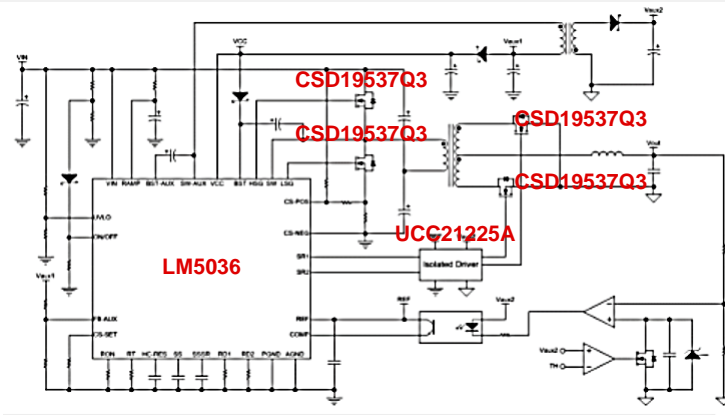 Vaux2
VCC
Vaux1
VIN
CSD19537Q3
CSD19537Q3
CSD19537Q3
Vout
CSD19537Q3
VIN RAMP BST-AUX SW-AUX VCC BST HSG SW LSG
CS-POS
UVLO
ON/OFF
CS-NEG
UCC21225A
SR1
SR2
Isolated Driver
LM5036
Vaux1
REF
Vaux2
FB-AUX
REF
CS-SET
COMP
Vaux2
TH
RON RT HC-RES SS SSSR RD1 RD2 PGND AGND